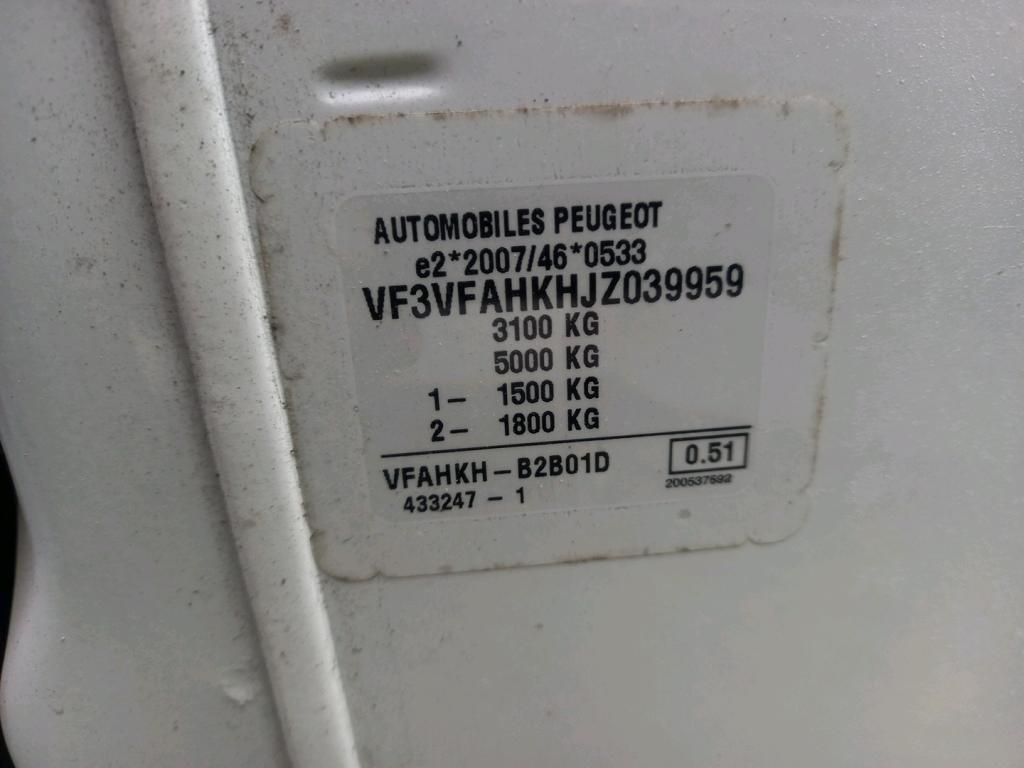 AUTOMOBILES PEUGEOT
e2*2007/46*0533
VF3VFAHKHJZ039959
3100 KG
5000 KG
1- 1500 KG
2- 1800 KG
VFAHKH-B2B01D
0.51
433247-1
200537592